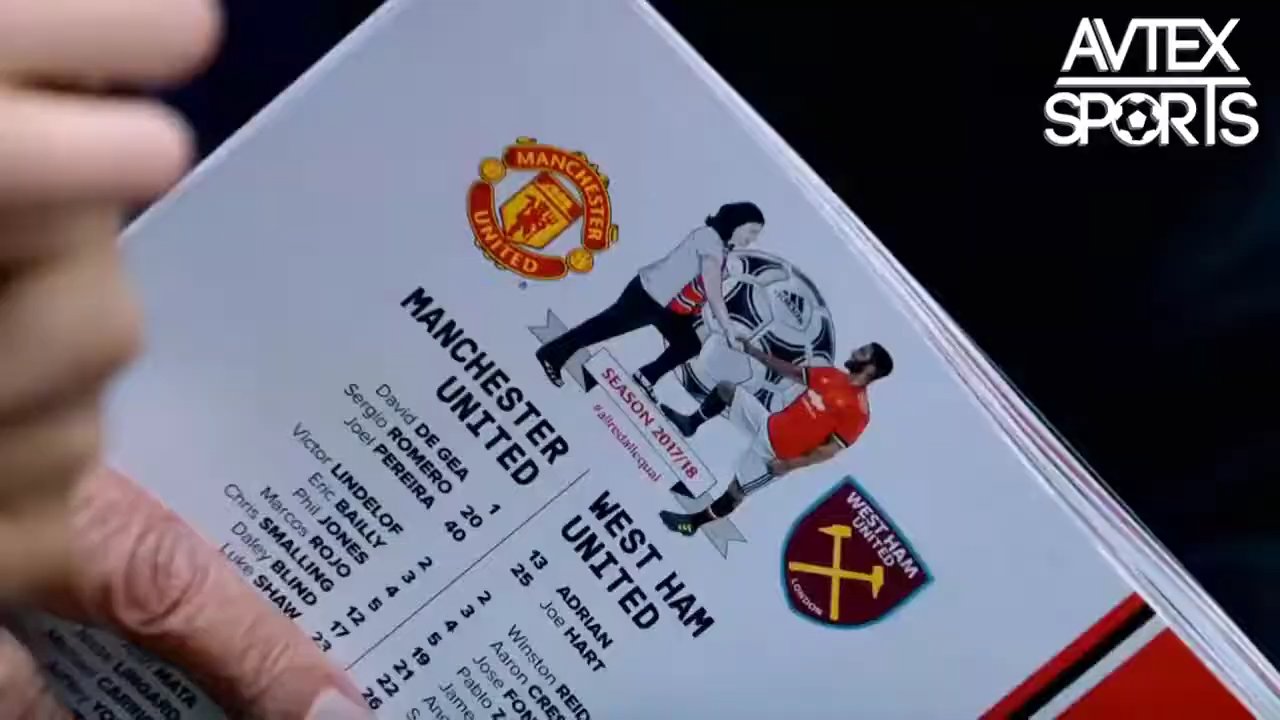 AVTEX
SPORTS
MANCHESTER
UNITED
SEASON 2017/18
#allredallequal
WEST HAM
UNITED
LONDON
MANCHESTER
UNITED
David DE GEA 1
Sergio ROMERO 20
Joel PEREIRA 40
Victor LINDELOF 2
Eric BAILLY 3
Phil JONES 4
Marcos ROJO 5
Chris SMALLING 12
Daley BLIND 17
Luke SHAW 23
MATA
LINGARD
WEST HAM
UNITED
13 ADRIAN
25 Joe HART
2 Winston REID
3 Aaron
4 Jose
5 Pablo
19
21
22
26